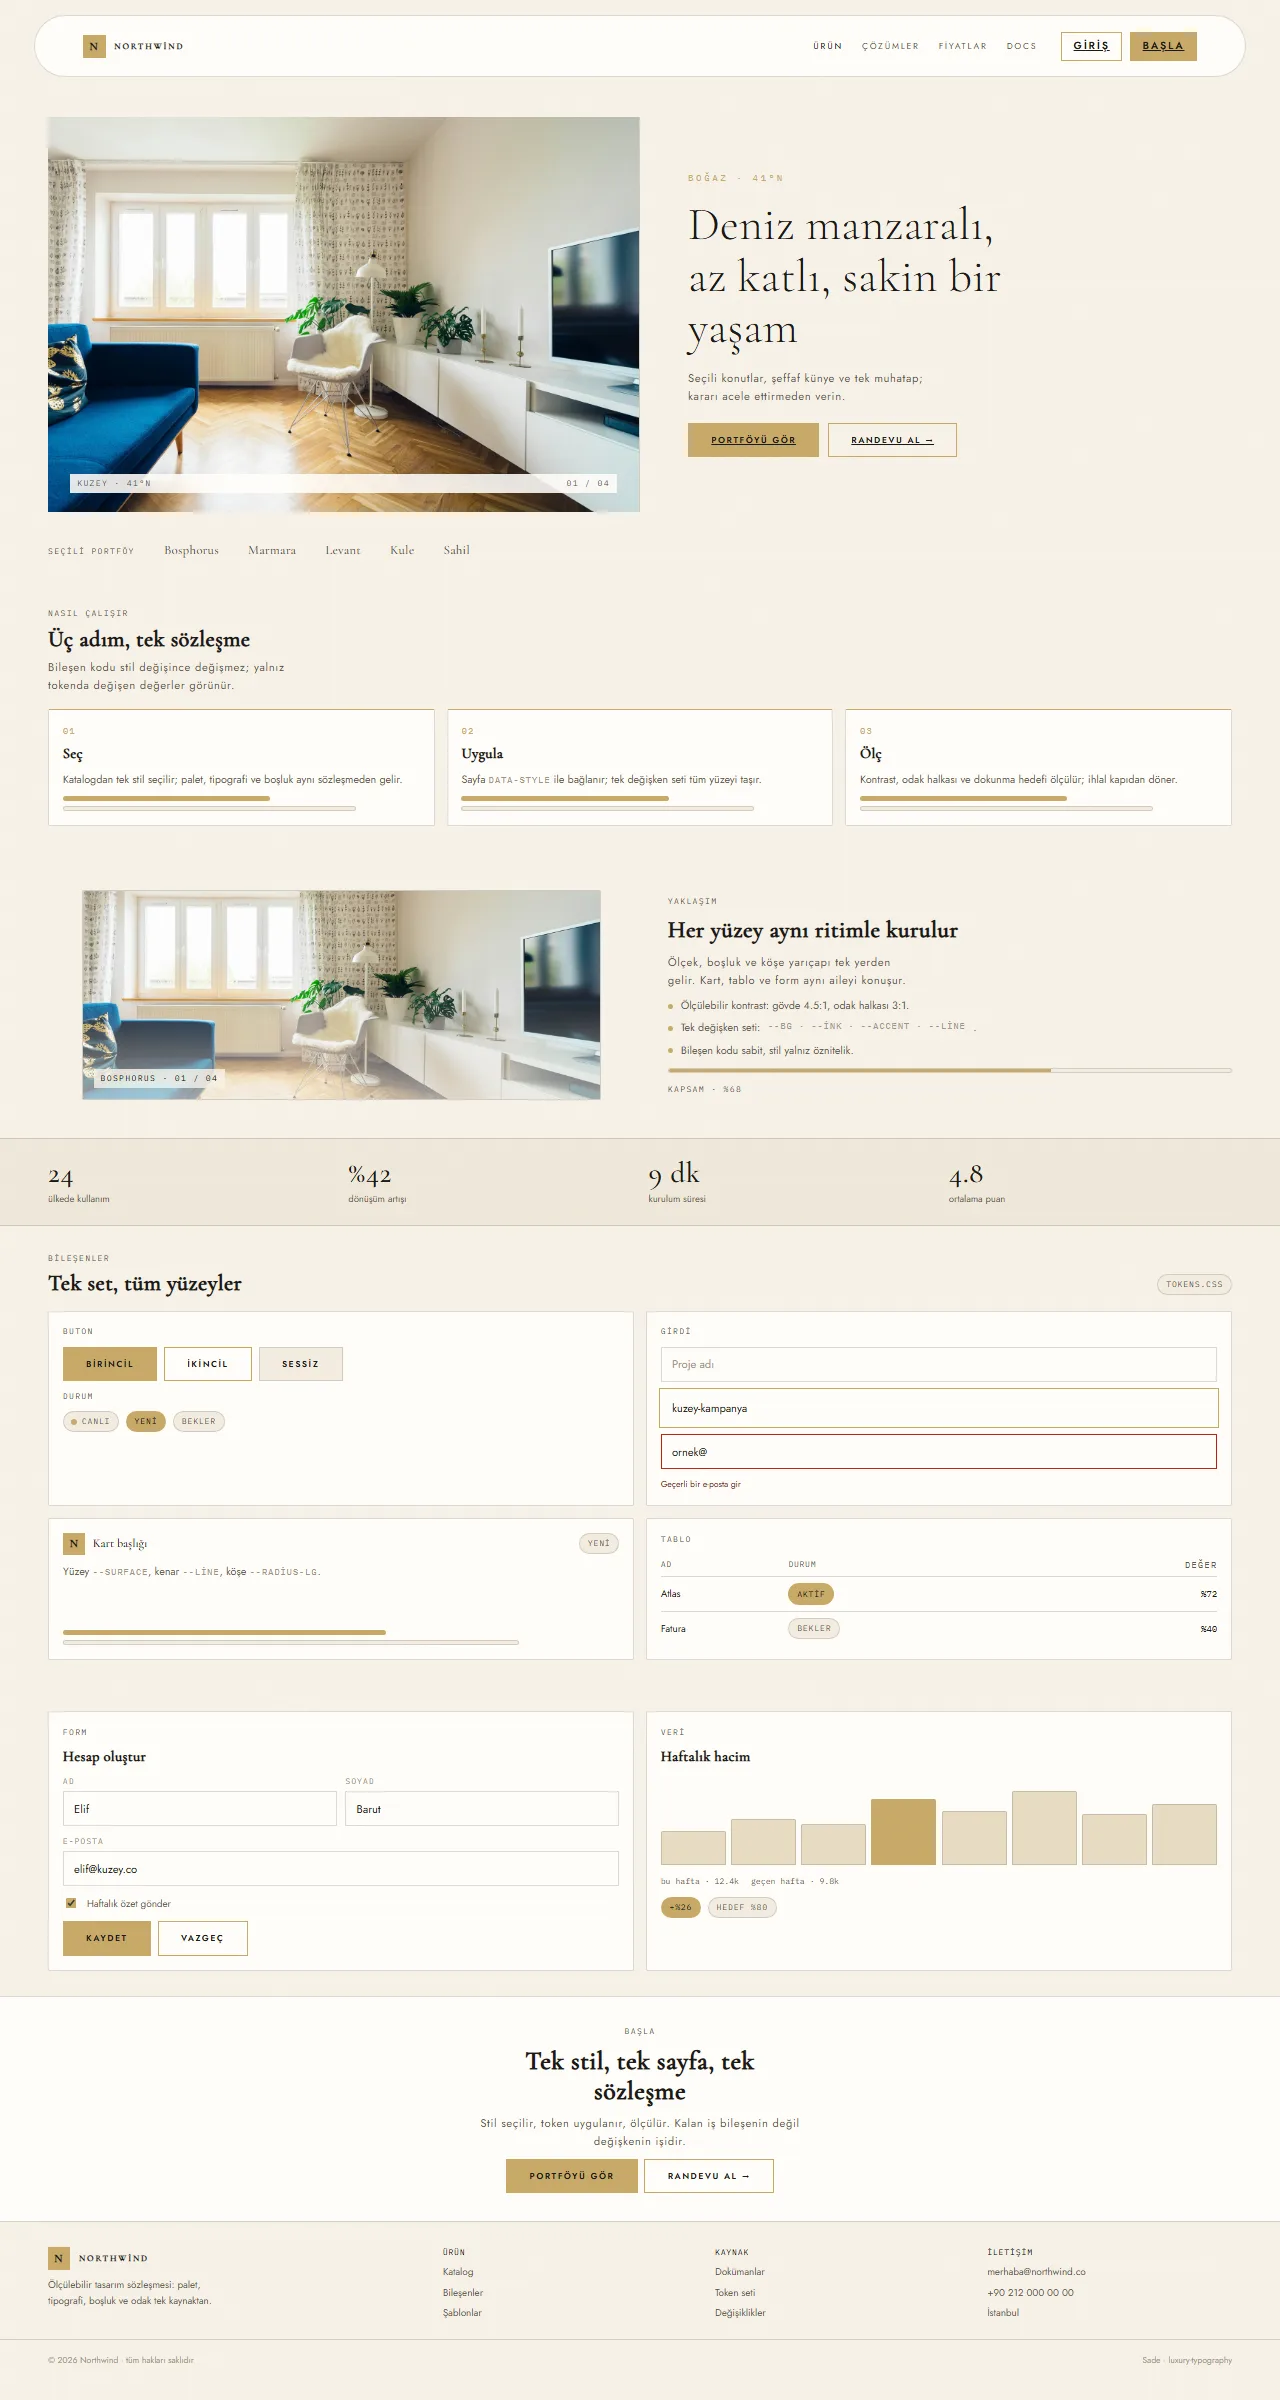 N NORTHWİND
ÜRÜN ÇÖZÜMLER FİYATLAR DOCS GİRİŞ BAŞLA
BOĞAZ · 41°N
Deniz manzaralı,
az katlı, sakin bir
yaşam
Seçili konutlar, şeffaf künye ve tek muhatap;
kararı acele ettirmeden verin.
PORTFÖYÜ GÖR RANDEVU AL →
KUZEY · 41°N 01 / 04
SEÇİLİ PORTFÖY Bosphorus Marmara Levant Kule Sahil
NASIL ÇALIŞIR
Üç adım, tek sözleşme
Bileşen kodu stil değişince değişmez; yalnız
tokenda değişen değerler görünür.
01
Seç
Katalogdan tek stil seçilir; palet, tipografi ve boşluk aynı sözleşmeden gelir.
02
Uygula
Sayfa DATA-STYLE ile bağlanır; tek değişken seti tüm yüzeyi taşır.
03
Ölç
Kontrast, odak halkası ve dokunma hedefi ölçülür; ihlal kapıdan döner.
BOSPHORUS · 01 / 04
YAKLAŞIM
Her yüzey aynı ritimle kurulur
Ölçek, boşluk ve köşe yarıçapı tek yerden
gelir. Kart, tablo ve form aynı aileyi konuşur.
Ölçülebilir kontrast: gövde 4.5:1, odak halkası 3:1.
Tek değişken seti: --BG · --İNK · --ACCENT · --LİNE .
Bileşen kodu sabit, stil yalnız öznitelik.
KAPSAM · %68
24
ülkede kullanım
%42
dönüşüm artışı
9 dk
kurulum süresi
4.8
ortalama puan
BİLEŞENLER
Tek set, tüm yüzeyler
TOKENS.CSS
BUTON
BİRİNCİL İKİNCİL SESSİZ
DURUM
CANLI YENİ BEKLER
GİRDİ
Proje adı
kuzey-kampanya
ornek@
Geçerli bir e-posta gir
N Kart başlığı YENİ
Yüzey --SURFACE, kenar --LİNE, köşe --RADİUS-LG.
TABLO
AD DURUM DEĞER
Atlas AKTİF %72
Fatura BEKLER %40
FORM
Hesap oluştur
AD SOYAD
Elif Barut
E-POSTA
elif@kuzey.co
Haftalık özet gönder
KAYDET VAZGEÇ
VERİ
Haftalık hacim
bu hafta · 12.4k geçen hafta · 9.8k
+%26 HEDEF %80
BAŞLA
Tek stil, tek sayfa, tek
sözleşme
Stil seçilir, token uygulanır, ölçülür. Kalan iş bileşenin değil
değişkenin işidir.
PORTFÖYÜ GÖR RANDEVU AL →
N NORTHWİND
Ölçülebilir tasarım sözleşmesi: palet,
tipografi, boşluk ve odak tek kaynaktan.
ÜRÜN
Katalog
Bileşenler
Şablonlar
KAYNAK
Dokümanlar
Token seti
Değişiklikler
İLETİŞİM
merhaba@northwind.co
+90 212 000 00 00
İstanbul
© 2026 Northwind · tüm hakları saklıdır
Sade · luxury-typography